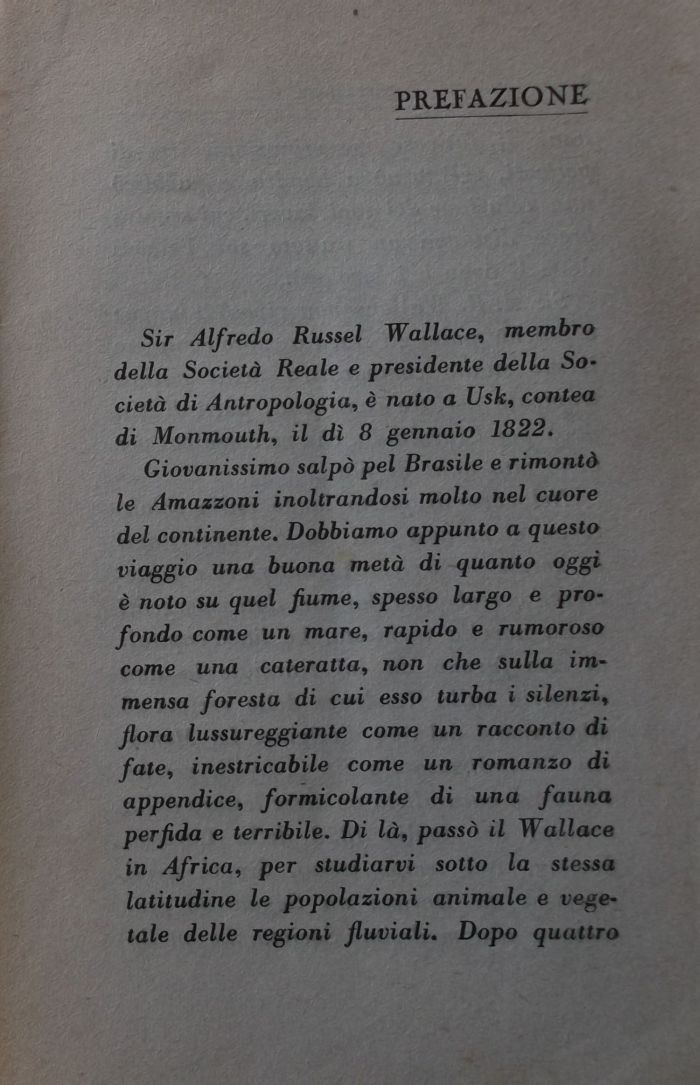 PREFAZIONE
Sir Alfredo Russel Wallace, membro
della Società Reale e presidente della So-
cietà di Antropologia, è nato a Usk, contea
di Monmouth, il dì 8 gennaio 1822.
Giovanissimo salpò pel Brasile e rimontò
le Amazzoni inoltrandosi molto nel cuore
del continente. Dobbiamo appunto a questo
viaggio una buona metà di quanto oggi
è noto su quel fiume, spesso largo e pro-
fondo come un mare, rapido e rumoroso
come una cateratta, non che sulla im-
mensa foresta di cui esso turba i silenzi,
flora lussureggiante come un racconto di
fate, inestricabile come un romanzo di
appendice, formicolante di una fauna
perfida e terribile. Di là, passò il Wallace
in Africa, per studiarvi sotto la stessa
latitudine le popolazioni animale e vege-
tale delle regioni fluviali. Dopo quattro